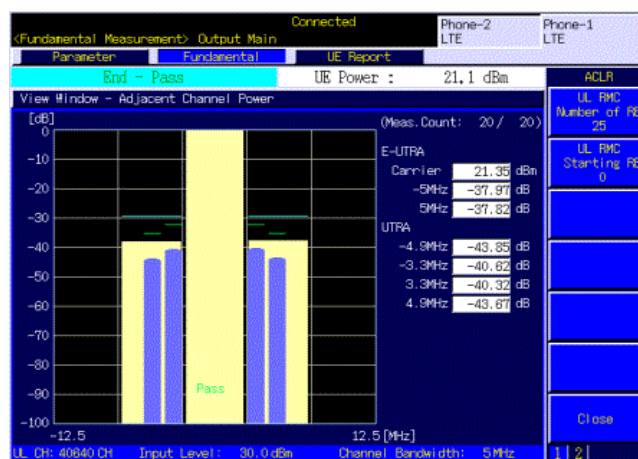 Connected
Phone-2
LTE
Phone-1
LTE
<Fundamental Measurement> Output Main
Parameter
Fundamental
UE Report
End - Pass
UE Power :
21.1 dBm
ACLR
View Window - Adjacent Channel Power
UL RMC
Number of RB
25
UL RMC
Starting RB
0
[dB]
(Meas.Count: 20/ 20)
0
-10
-20
-30
-40
-50
-60
-70
-80
-90
-100
E-UTRA
Carrier 21.35 dBm
-5MHz -37.97 dB
5MHz -37.82 dB
UTRA
-4.9MHz -43.85 dB
-3.3MHz -40.62 dB
3.3MHz -40.32 dB
4.9MHz -43.67 dB
Pass
-12.5
12.5 [MHz]
Close
UL CH: 40640 CH Input Level: 30.0 dBm Channel Bandwidth: 5 MHz
1 2